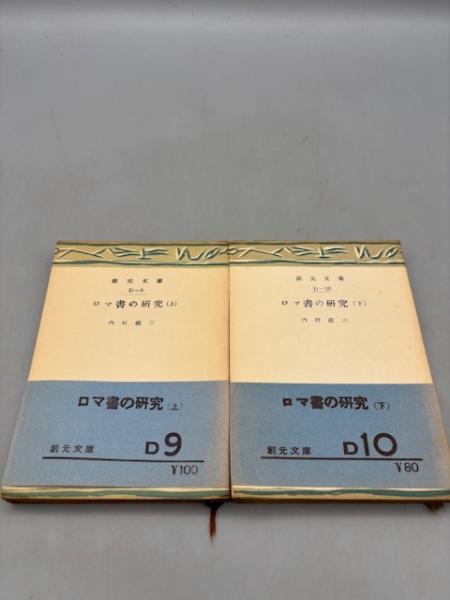 創元文庫
D—9
ロマ書の研究(上)
内村鑑三
ロマ書の研究(上)
創元文庫 D9
¥100
創元文庫
D—10
ロマ書の研究(下)
内村鑑三
ロマ書の研究(下)
創元文庫 D10
¥80